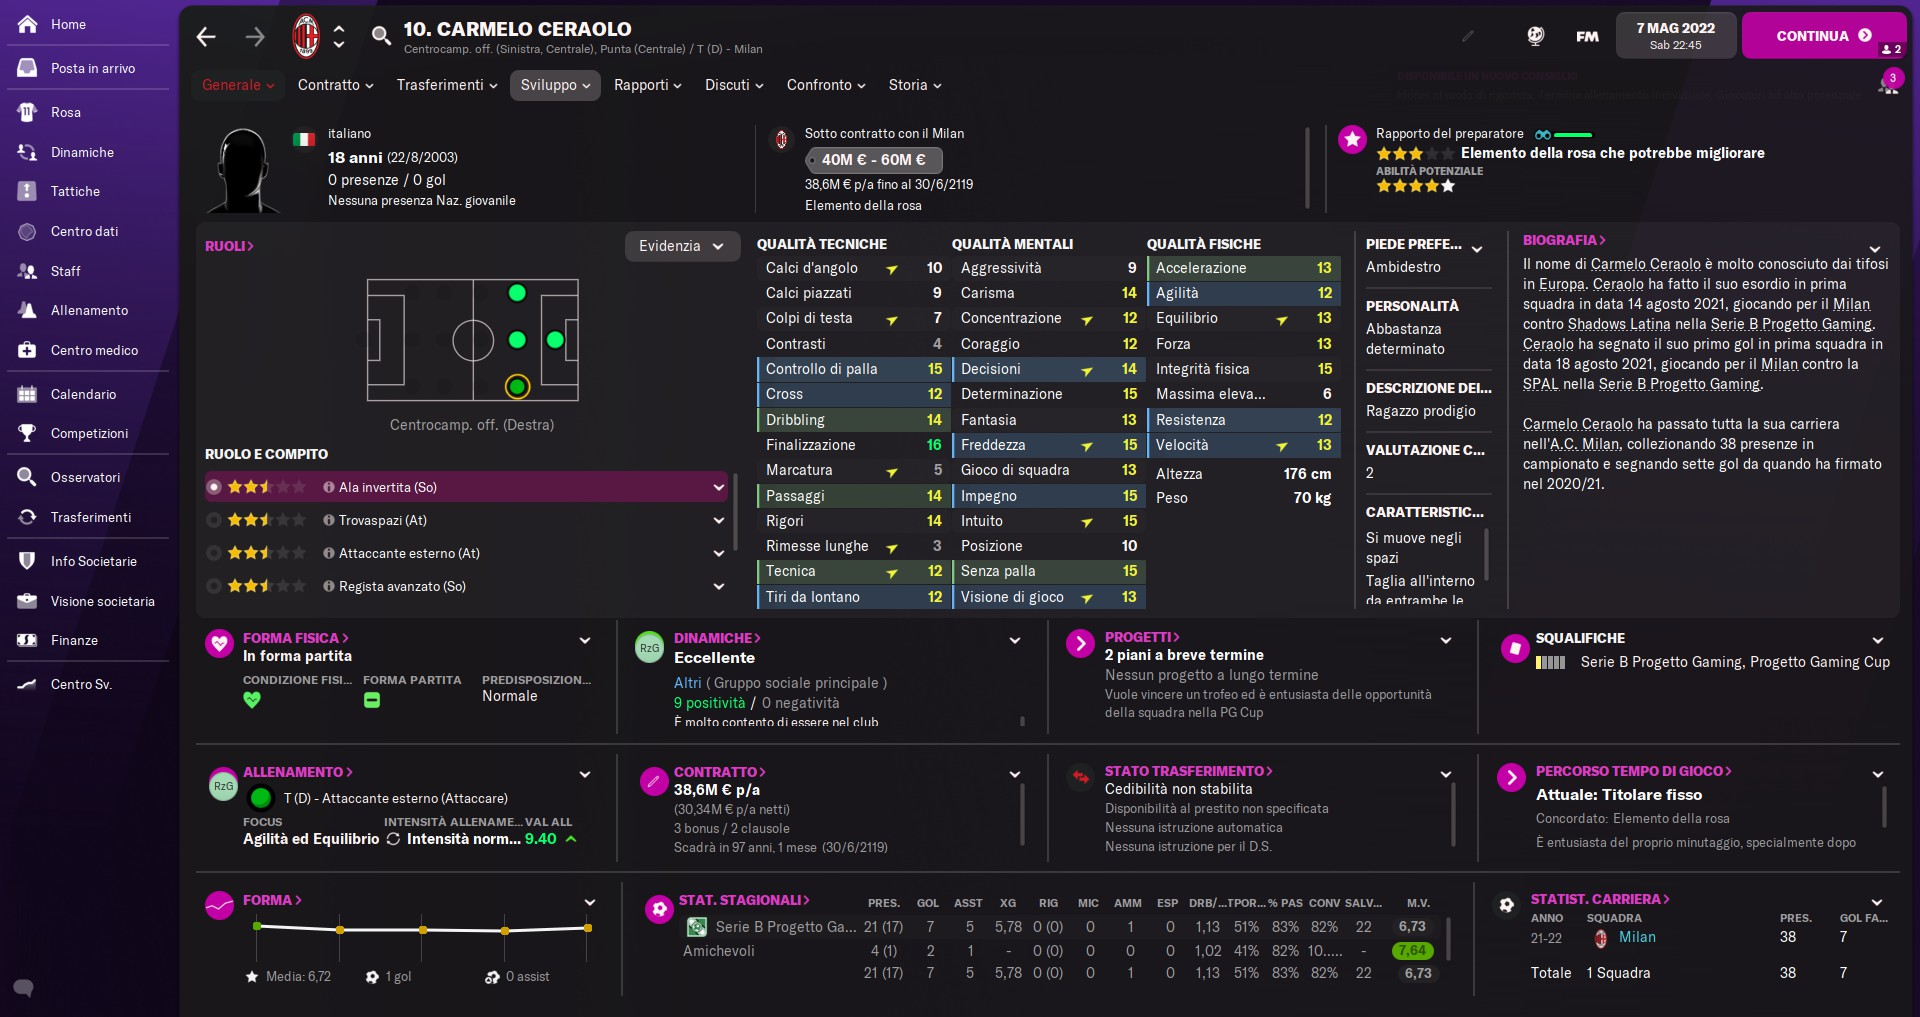 Home
Posta in arrivo
Rosa
Dinamiche
Tattiche
Centro dati
Staff
Allenamento
Centro medico
Calendario
Competizioni
Osservatori
Trasferimenti
Info Societarie
Visione societaria
Finanze
Centro Sv.
10. CARMELO CERAOLO
Centrocamp. off. (Sinistra, Centrale), Punta (Centrale) / T (D) - Milan
FM
7 MAG 2022
Sab 22:45
CONTINUA
2
Generale
Contratto
Trasferimenti
Sviluppo
Rapporti
Discuti
Confronto
Storia
3
italiano
18 anni (22/8/2003)
0 presenze / 0 gol
Nessuna presenza Naz. giovanile
Sotto contratto con il Milan
40M € - 60M €
38,6M € p/a fino al 30/6/2119
Elemento della rosa
Rapporto del preparatore
Elemento della rosa che potrebbe migliorare
ABILITÀ POTENZIALE
RUOLI
Evidenzia
Centrocamp. off. (Destra)
RUOLO E COMPITO
Ala invertita (So)
Trovaspazi (At)
Attaccante esterno (At)
Regista avanzato (So)
QUALITÀ TECNICHE
Calci d'angolo 10
Calci piazzati 9
Colpi di testa 7
Contrasti 4
Controllo di palla 15
Cross 12
Dribbling 14
Finalizzazione 16
Marcatura 5
Passaggi 14
Rigori 14
Rimesse lunghe 3
Tecnica 12
Tiri da lontano 12
QUALITÀ MENTALI
Aggressività 9
Carisma 14
Concentrazione 12
Coraggio 12
Decisioni 14
Determinazione 15
Fantasia 13
Freddezza 15
Gioco di squadra 13
Impegno 15
Intuito 15
Posizione 10
Senza palla 15
Visione di gioco 13
QUALITÀ FISICHE
Accelerazione 13
Agilità 12
Equilibrio 13
Forza 13
Integrità fisica 15
Massima eleva... 6
Resistenza 12
Velocità 13
Altezza 176 cm
Peso 70 kg
PIEDE PREFE...
Ambidestro
PERSONALITÀ
Abbastanza
determinato
DESCRIZIONE DEI...
Ragazzo prodigio
VALUTAZIONE C...
2
CARATTERISTIC...
Si muove negli
spazi
Taglia all'interno
da entrambe le
BIOGRAFIA
Il nome di Carmelo Ceraolo è molto conosciuto dai tifosi
in Europa. Ceraolo ha fatto il suo esordio in prima
squadra in data 14 agosto 2021, giocando per il Milan
contro Shadows Latina nella Serie B Progetto Gaming.
Ceraolo ha segnato il suo primo gol in prima squadra in
data 18 agosto 2021, giocando per il Milan contro la
SPAL nella Serie B Progetto Gaming.
Carmelo Ceraolo ha passato tutta la sua carriera
nell'A.C. Milan, collezionando 38 presenze in
campionato e segnando sette gol da quando ha firmato
nel 2020/21.
FORMA FISICA
In forma partita
CONDIZIONE FISI... FORMA PARTITA PREDISPOSIZION...
Normale
RzG
DINAMICHE
Eccellente
Altri ( Gruppo sociale principale )
9 positività / 0 negatività
È molto contento di essere nel club
PROGETTI
2 piani a breve termine
Nessun progetto a lungo termine
Vuole vincere un trofeo ed è entusiasta delle opportunità
della squadra nella PG Cup
SQUALIFICHE
Serie B Progetto Gaming, Progetto Gaming Cup
RzG
ALLENAMENTO
T (D) - Attaccante esterno (Attaccare)
FOCUS INTENSITÀ ALLENAME... VAL ALL
Agilità ed Equilibrio Intensità norm... 9.40
CONTRATTO
38,6M € p/a
(30,34M € p/a netti)
3 bonus / 2 clausole
Scadrà in 97 anni, 1 mese (30/6/2119)
STATO TRASFERIMENTO
Cedibilità non stabilita
Disponibilità al prestito non specificata
Nessuna istruzione automatica
Nessuna istruzione per il D.S.
PERCORSO TEMPO DI GIOCO
Attuale: Titolare fisso
Concordato: Elemento della rosa
È entusiasta del proprio minutaggio, specialmente dopo
FORMA
Media: 6,72
1 gol
0 assist
STAT. STAGIONALI PRES. GOL ASST XG RIG MIC AMM ESP DRB/... TPOR... % PAS CONV SALV... M.V.
Serie B Progetto Ga... 21 (17) 7 5 5,78 0 (0) 0 1 0 1,13 51% 83% 82% 22 6,73
Amichevoli 4 (1) 2 1 - 0 (0) 0 0 0 1,02 41% 82% 10..... - 7,64
21 (17) 7 5 5,78 0 (0) 0 1 0 1,13 51% 83% 82% 22 6,73
STATIST. CARRIERA
ANNO SQUADRA PRES. GOL FA...
21-22 Milan 38 7
Totale 1 Squadra 38 7